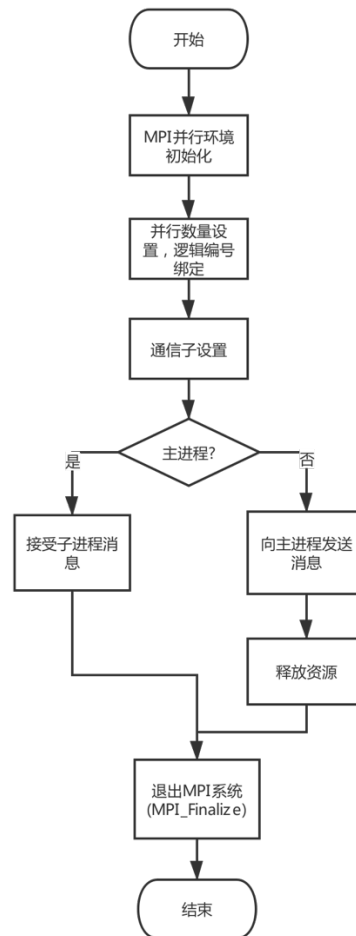 开始
MPI并行环境
初始化
并行数量设
置，逻辑编号
绑定
通信子设置
主进程?
是
否
接受子进程消
息
向主进程发送
消息
释放资源
退出MPI系统
(MPI_Finalize)
结束